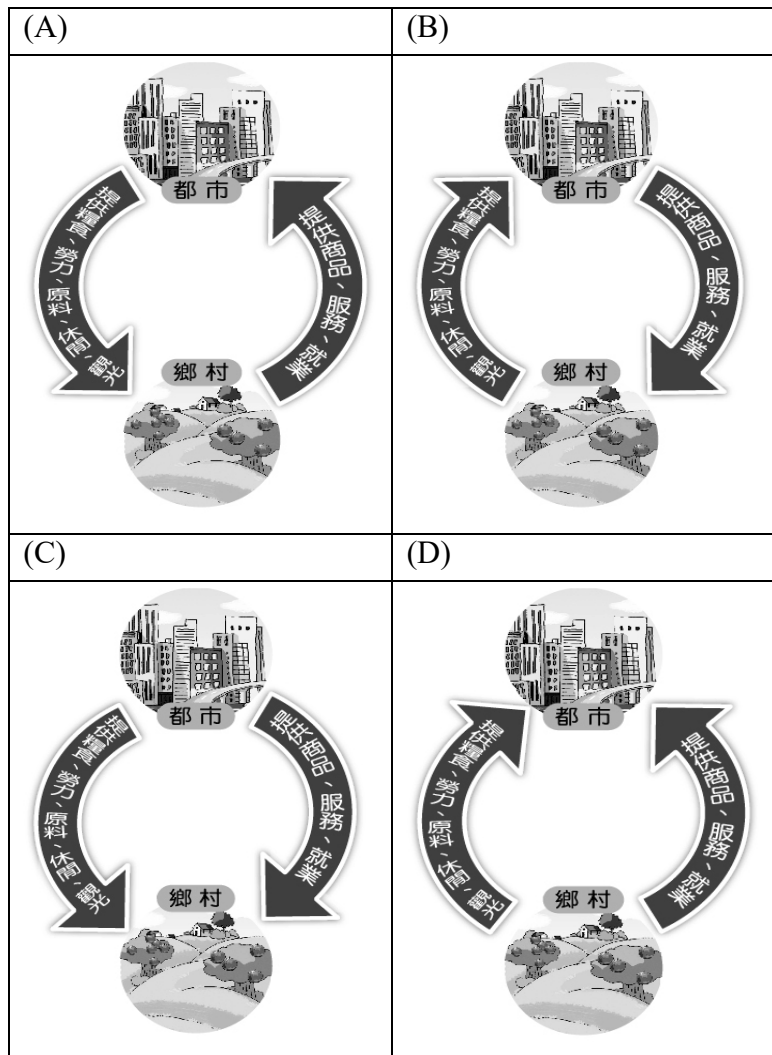 (A)
(B)
都市
提供糧食、勞力、原料、休閒、觀光
提供商品、服務、就業
鄉村
都市
提供糧食、勞力、原料、休閒、觀光
提供商品、服務、就業
鄉村
(C)
(D)
都市
提供糧食、勞力、原料、休閒、觀光
提供商品、服務、就業
鄉村
都市
提供糧食、勞力、原料、休閒、觀光
提供商品、服務、就業
鄉村